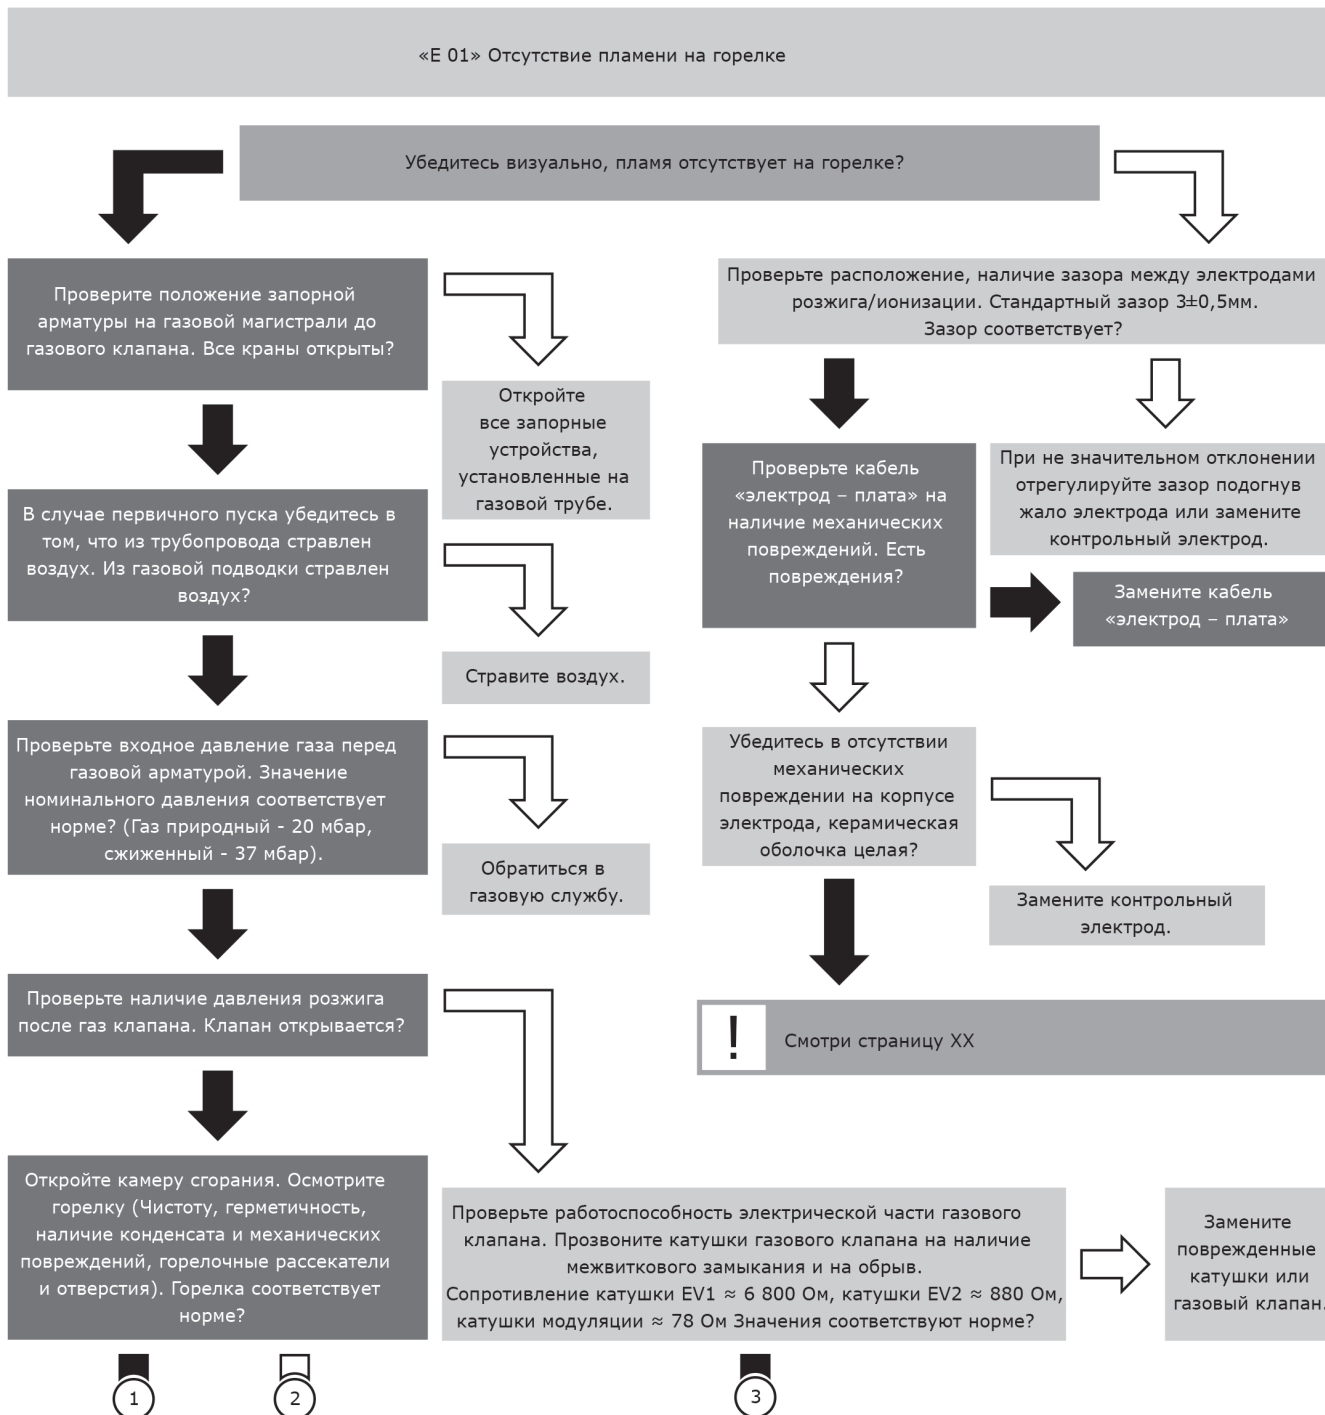 «Е 01» Отсутствие пламени на горелке
Убедитесь визуально, пламя отсутствует на горелке?
Проверите положение запорной
арматуры на газовой магистрали до
газового клапана. Все краны открыты?
Откройте
все запорные
устройства,
установленные на
газовой трубе.
В случае первичного пуска убедитесь в
том, что из трубопровода стравлен
воздух. Из газовой подводки стравлен
воздух?
Стравите воздух.
Проверьте входное давление газа перед
газовой арматурой. Значение
номинального давления соответствует
норме? (Газ природный - 20 мбар,
сжиженный - 37 мбар).
Обратиться в
газовую службу.
Проверьте наличие давления розжига
после газ клапана. Клапан открывается?
Откройте камеру сгорания. Осмотрите
горелку (Чистоту, герметичность,
наличие конденсата и механических
повреждений, горелочные рассекатели
и отверстия). Горелка соответствует
норме?
1
2
Проверьте расположение, наличие зазора между электродами
розжига/ионизации. Стандартный зазор 3±0,5мм.
Зазор соответствует?
Проверьте кабель
«электрод – плата» на
наличие механических
повреждений. Есть
повреждения?
При не значительном отклонении
отрегулируйте зазор подогнув
жало электрода или замените
контрольный электрод.
Замените кабель
«электрод – плата»
Убедитесь в отсутствии
механических
повреждении на корпусе
электрода, керамическая
оболочка целая?
Замените контрольный
электрод.
!
Смотри страницу XX
Проверьте работоспособность электрической части газового
клапана. Прозвоните катушки газового клапана на наличие
межвиткового замыкания и на обрыв.
Сопротивление катушки EV1 ≈ 6 800 Ом, катушки EV2 ≈ 880 Ом,
катушки модуляции ≈ 78 Ом Значения соответствуют норме?
Замените
поврежденные
катушки или
газовый клапан.
3